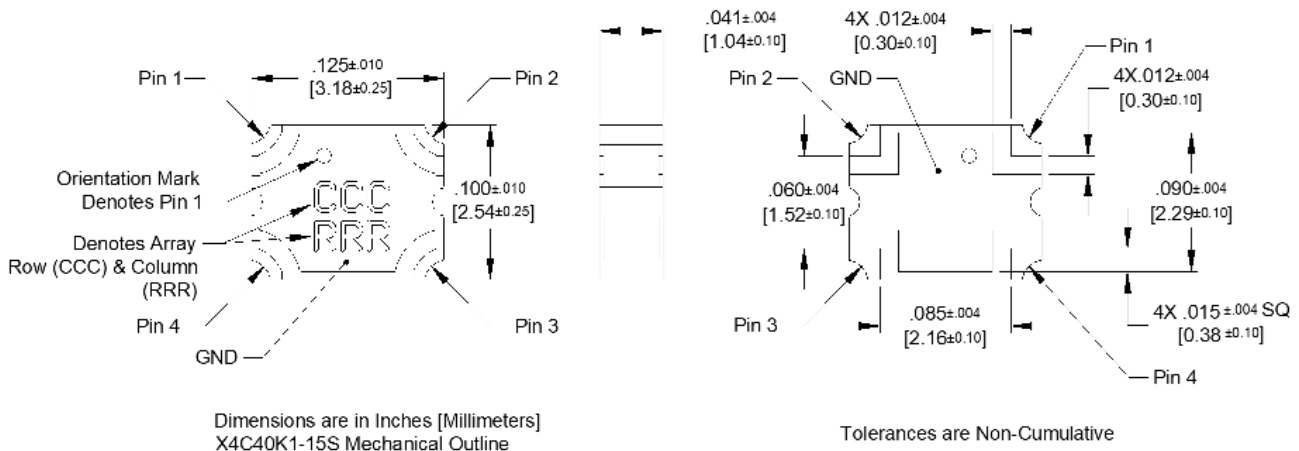 .041±.004
[1.04±0.10]
4X .012±.004
[0.30±0.10]
Pin 1
.125±.010
[3.18±0.25]
Pin 2
Pin 2
GND
Pin 1
4X.012±.004
[0.30±0.10]
Orientation Mark
Denotes Pin 1
CCC
RRR
.100±.010
[2.54±0.25]
.060±.004
[1.52±0.10]
.090±.004
[2.29±0.10]
Denotes Array
Row (CCC) & Column
(RRR)
Pin 4
GND
Pin 3
Pin 3
.085±.004
[2.16±0.10]
4X .015±.004 SQ
[0.38 ±0.10]
Pin 4
Dimensions are in Inches [Millimeters]
X4C40K1-15S Mechanical Outline
Tolerances are Non-Cumulative